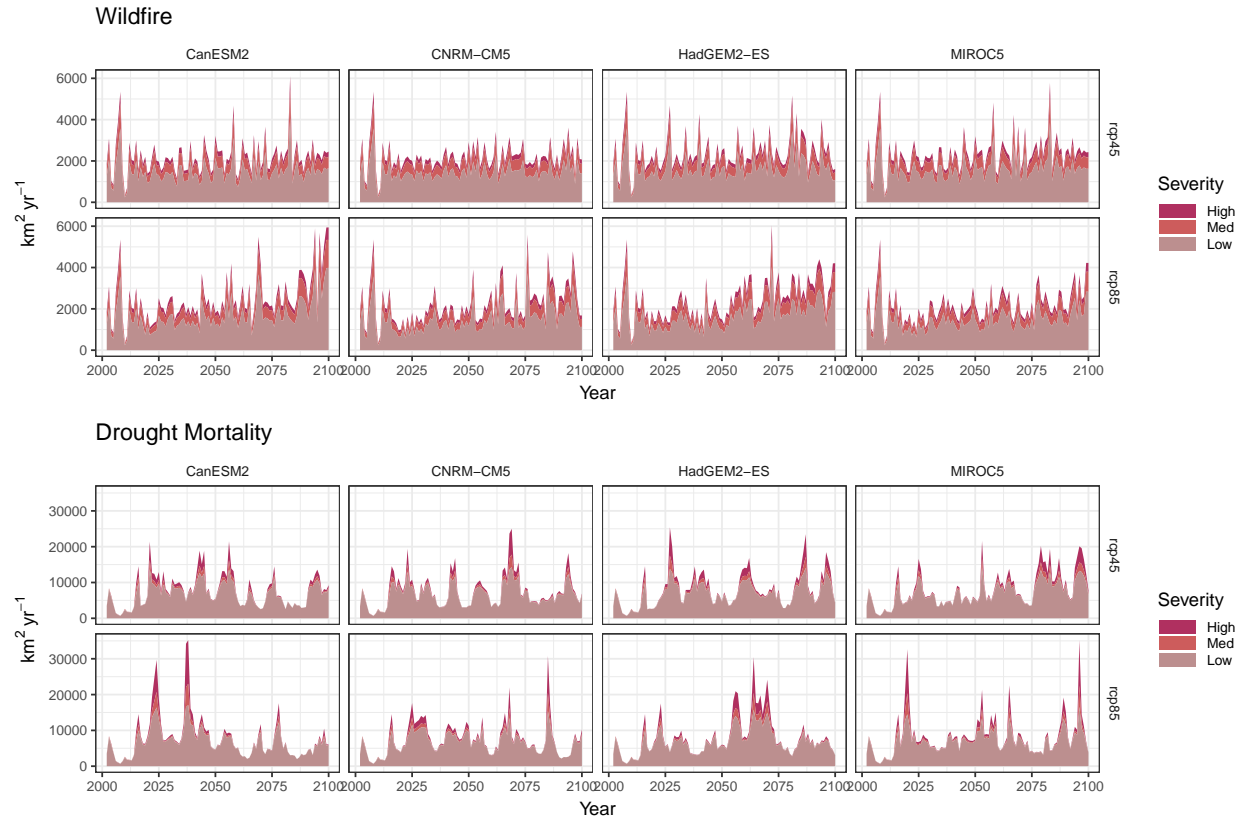 Wildfire
CanESM2 CNRM−CM5 HadGEM2−ES MIROC5
6000
4000
2000
0
rcp45
6000
4000
2000
0
rcp85
km² yr⁻¹
2000 2025 2050 2075 2100 2000 2025 2050 2075 2100 2000 2025 2050 2075 2100 2000 2025 2050 2075 2100
Year
Severity
High
Med
Low
Drought Mortality
CanESM2 CNRM−CM5 HadGEM2−ES MIROC5
30000
20000
10000
0
rcp45
30000
20000
10000
0
rcp85
km² yr⁻¹
2000 2025 2050 2075 2100 2000 2025 2050 2075 2100 2000 2025 2050 2075 2100 2000 2025 2050 2075 2100
Year
Severity
High
Med
Low